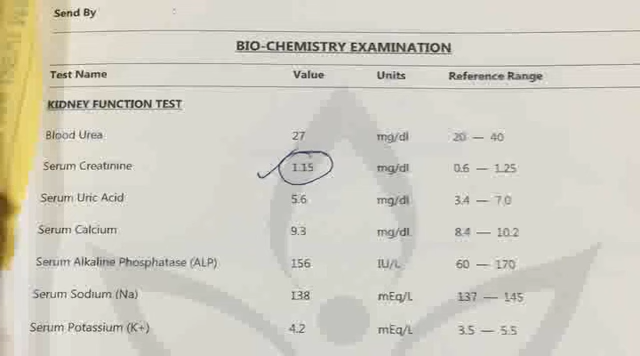 Send By
BIO-CHEMISTRY EXAMINATION
Test Name Value Units Reference Range
KIDNEY FUNCTION TEST
Blood Urea 27 mg/dl 20 — 40
Serum Creatinine 1.15 mg/dl 0.6 — 1.25
Serum Uric Acid 5.6 mg/dl 3.4 — 7.0
Serum Calcium 9.3 mg/dl 8.4 — 10.2
Serum Alkaline Phosphatase (ALP) 156 IU/L 60 — 170
Serum Sodium (Na) 138 mEq/L 137 — 145
Serum Potassium (K+) 4.2 mEq/L 3.5 — 5.5